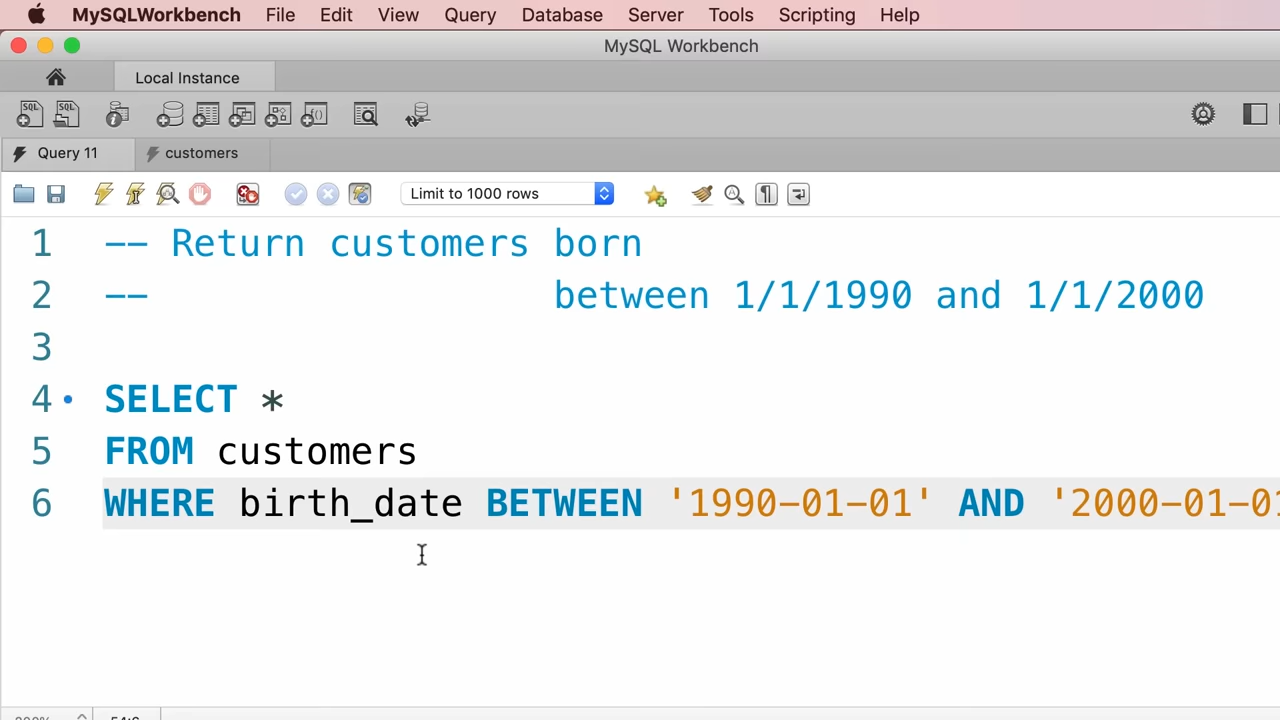 MySQLWorkbench File Edit View Query Database Server Tools Scripting Help
MySQL Workbench
Local Instance
Query 11 customers
Limit to 1000 rows
1 -- Return customers born
2 -- between 1/1/1990 and 1/1/2000
3
4 SELECT *
5 FROM customers
6 WHERE birth_date BETWEEN '1990-01-01' AND '2000-01-01